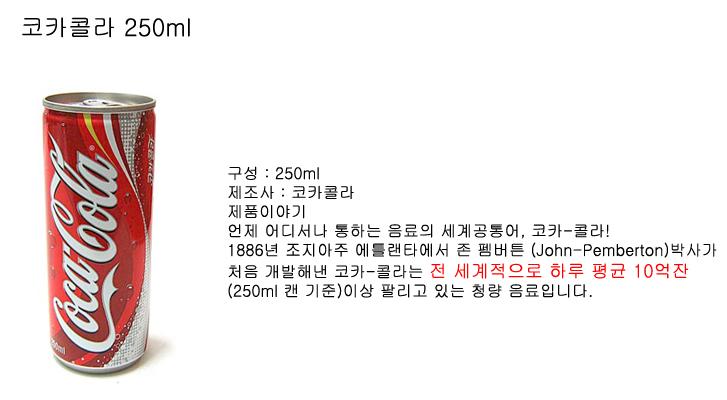 코카콜라 250ml
Coca-Cola
구성 : 250ml
제조사 : 코카콜라
제품이야기
언제 어디서나 통하는 음료의 세계공통어, 코카-콜라!
1886년 조지아주 에틀랜타에서 존 펨버튼 (John-Pemberton)박사가
처음 개발해낸 코카-콜라는 전 세계적으로 하루 평균 10억잔
(250ml 캔 기준)이상 팔리고 있는 청량 음료입니다.